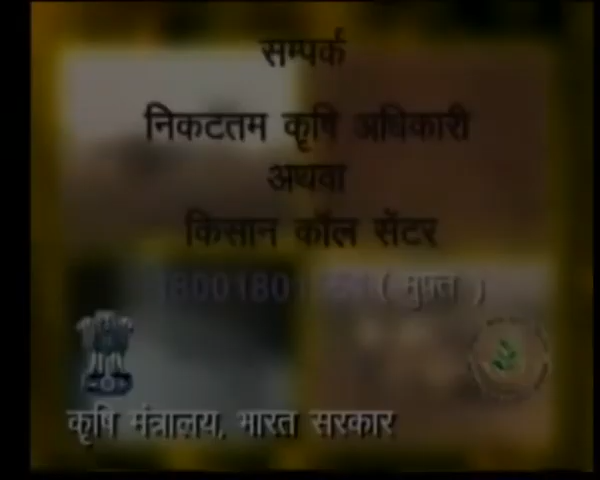 सम्पर्क
निकटतम कृषि अधिकारी
अथवा
किसान कॉल सेंटर
( मुफ़्त )
कृषि मंत्रालय, भारत सरकार